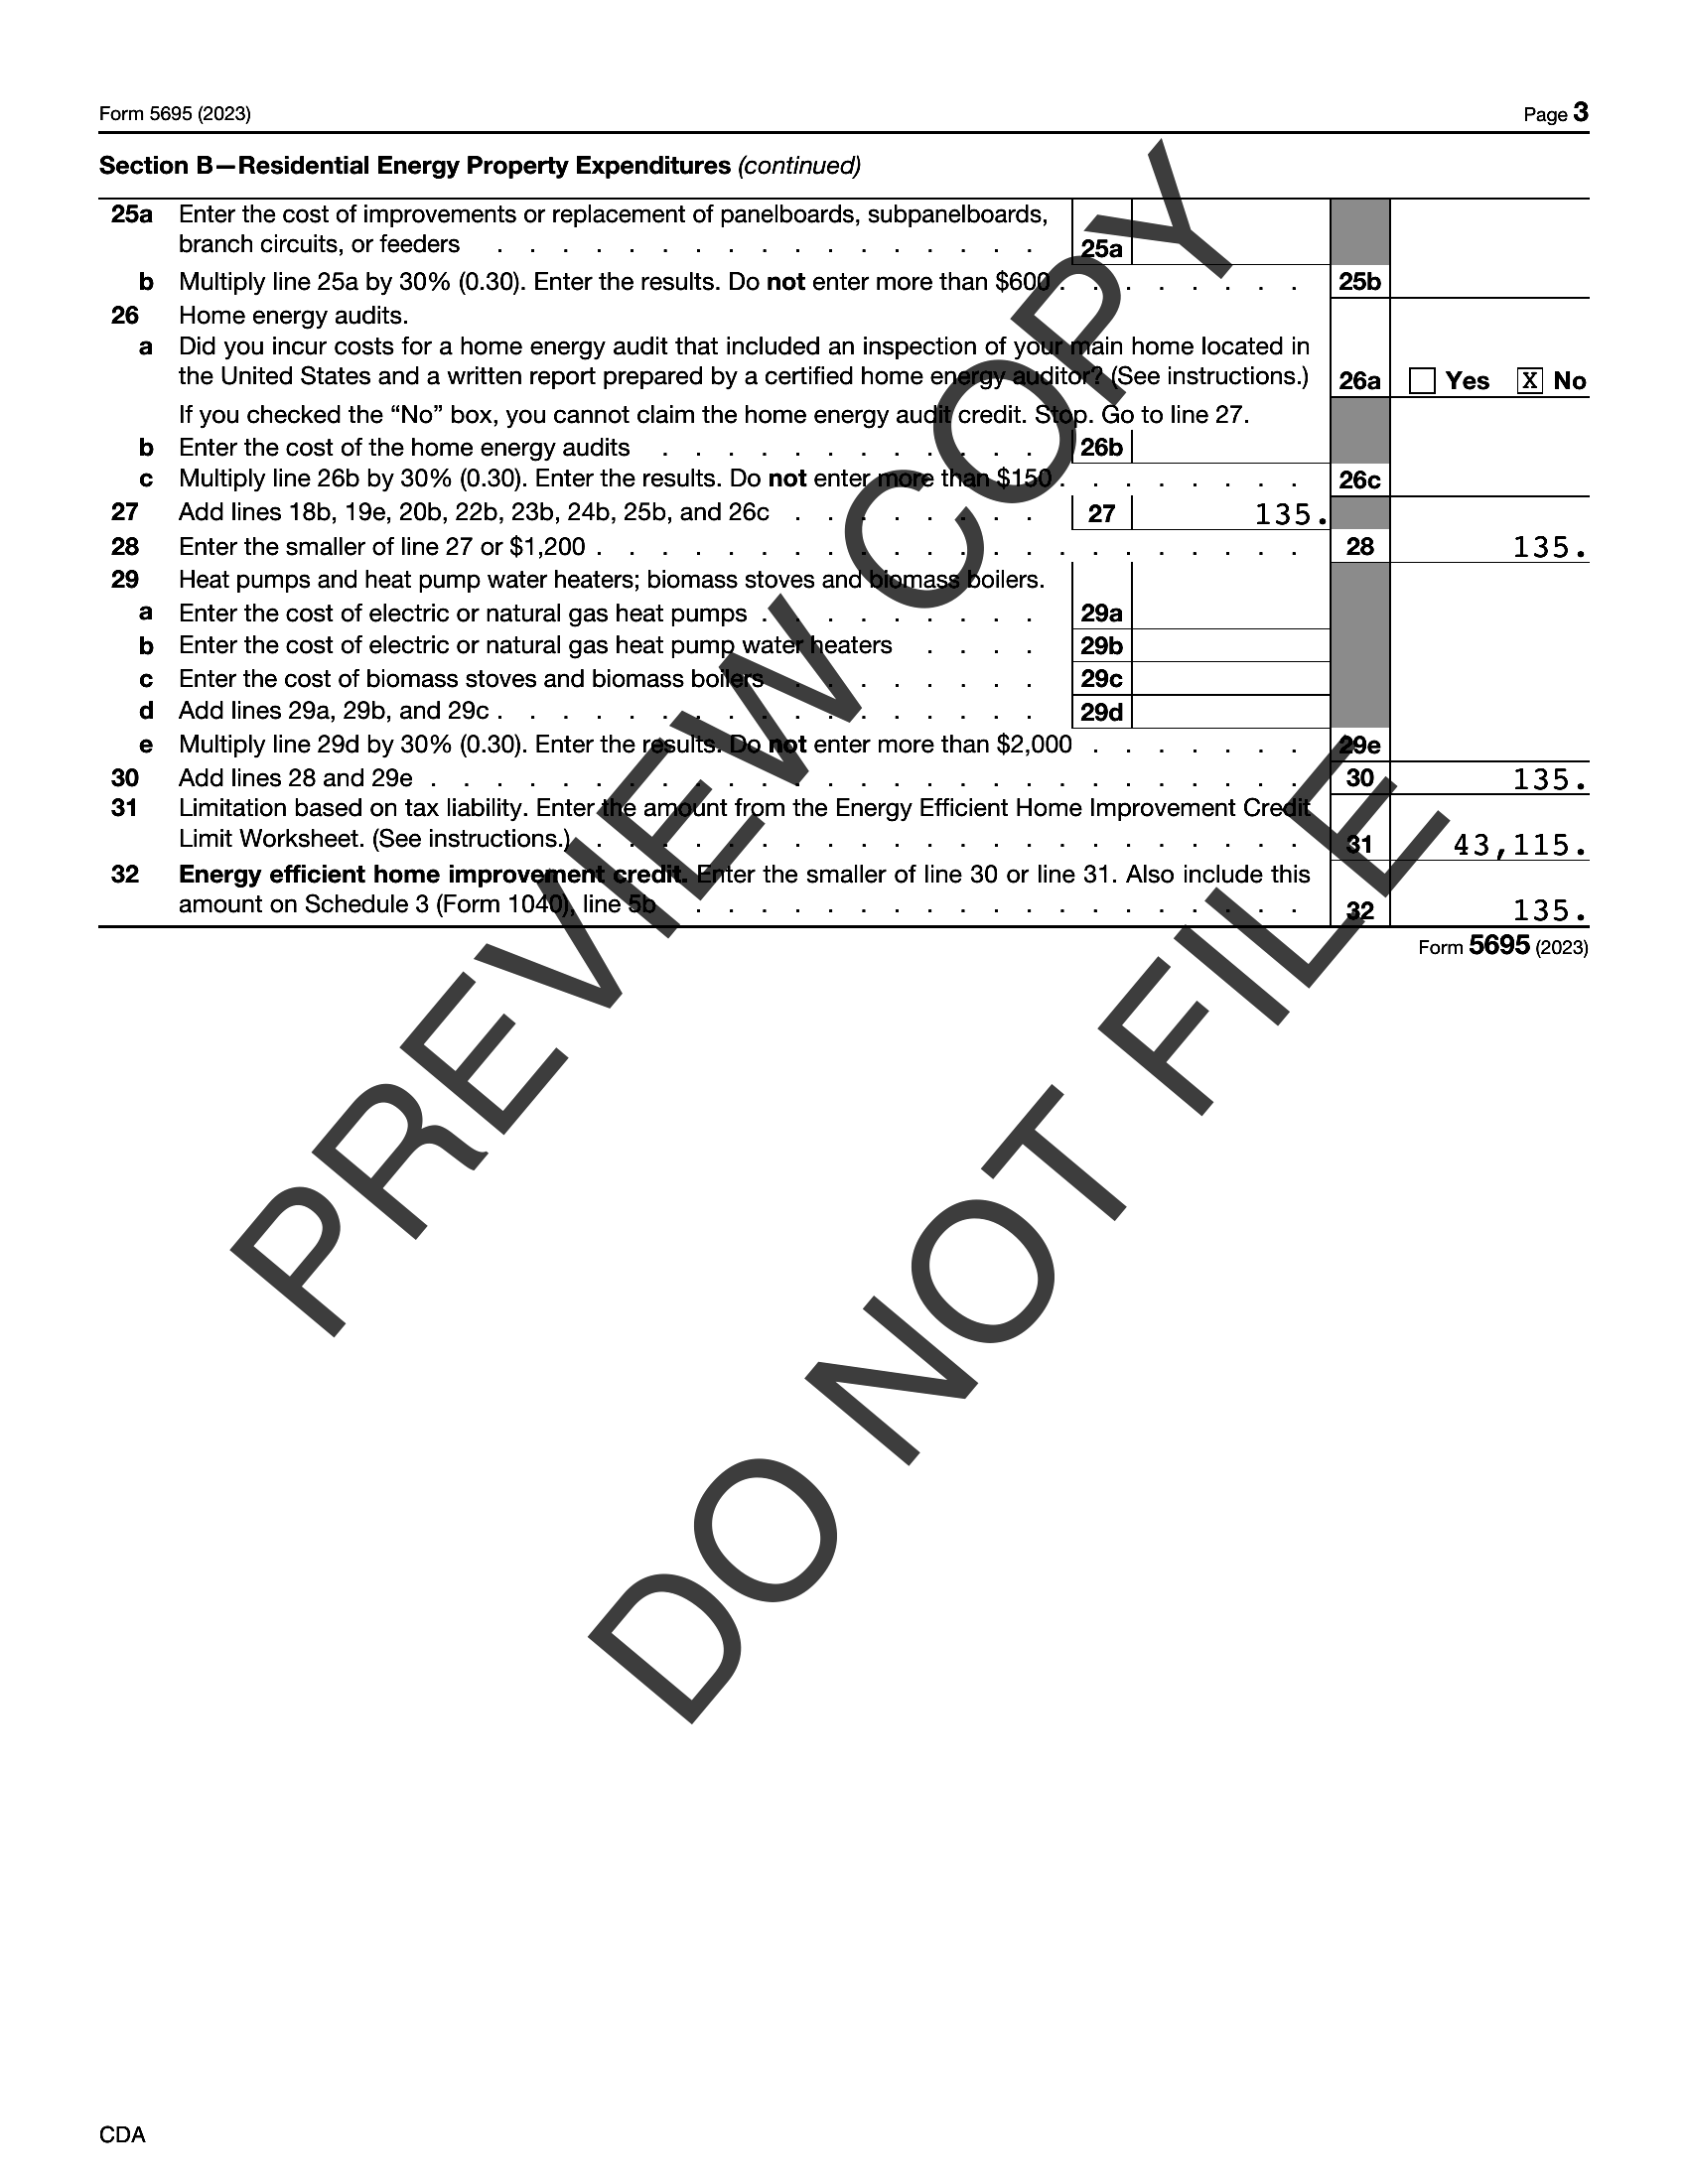 Form 5695 (2023) Page 3
Section B—Residential Energy Property Expenditures (continued)
25a Enter the cost of improvements or replacement of panelboards, subpanelboards,
branch circuits, or feeders . . . . . . . . . . . . . . . . . 25a
b Multiply line 25a by 30% (0.30). Enter the results. Do not enter more than $600 . . . . . . . . 25b
26 Home energy audits.
a Did you incur costs for a home energy audit that included an inspection of your main home located in
the United States and a written report prepared by a certified home energy auditor? (See instructions.) 26a Yes X No
If you checked the “No” box, you cannot claim the home energy audit credit. Stop. Go to line 27.
b Enter the cost of the home energy audits . . . . . . . . . . . . 26b
c Multiply line 26b by 30% (0.30). Enter the results. Do not enter more than $150 . . . . . . . . 26c
27 Add lines 18b, 19e, 20b, 22b, 23b, 24b, 25b, and 26c . . . . . . . . 27 135.
28 Enter the smaller of line 27 or $1,200 . . . . . . . . . . . . . . . . . . . . . . 28 135.
29 Heat pumps and heat pump water heaters; biomass stoves and biomass boilers.
a Enter the cost of electric or natural gas heat pumps . . . . . . . . . 29a
b Enter the cost of electric or natural gas heat pump water heaters . . . . 29b
c Enter the cost of biomass stoves and biomass boilers . . . . . . . . 29c
d Add lines 29a, 29b, and 29c . . . . . . . . . . . . . . . . . 29d
e Multiply line 29d by 30% (0.30). Enter the results. Do not enter more than $2,000 . . . . . . . 29e
30 Add lines 28 and 29e . . . . . . . . . . . . . . . . . . . . . . . . . . . 30 135.
31 Limitation based on tax liability. Enter the amount from the Energy Efficient Home Improvement Credit
Limit Worksheet. (See instructions.) . . . . . . . . . . . . . . . . . . . . . . 31 43,115.
32 Energy efficient home improvement credit. Enter the smaller of line 30 or line 31. Also include this
amount on Schedule 3 (Form 1040), line 5b . . . . . . . . . . . . . . . . . . . 32 135.
Form 5695 (2023)
PREVIEW COPY
DO NOT FILE
CDA